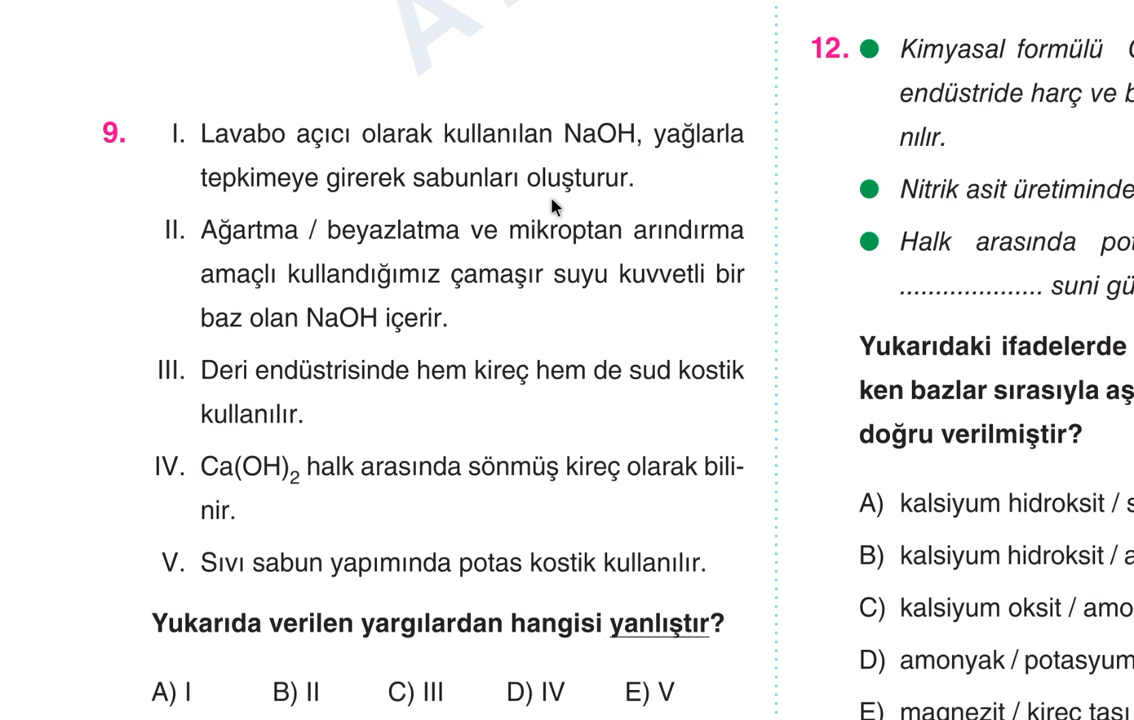 9. I. Lavabo açıcı olarak kullanılan NaOH, yağlarla
tepkimeye girerek sabunları oluşturur.
II. Ağartma / beyazlatma ve mikroptan arındırma
amaçlı kullandığımız çamaşır suyu kuvvetli bir
baz olan NaOH içerir.
III. Deri endüstrisinde hem kireç hem de sud kostik
kullanılır.
IV. Ca(OH)₂ halk arasında sönmüş kireç olarak bili-
nir.
V. Sıvı sabun yapımında potas kostik kullanılır.
Yukarıda verilen yargılardan hangisi yanlıştır?
A) I B) II C) III D) IV E) V
12. ● Kimyasal formülü
endüstride harç ve
nılır.
● Nitrik asit üretiminde
● Halk arasında
.................... suni
Yukarıdaki ifadelerde
ken bazlar sırasıyla
doğru verilmiştir?
A) kalsiyum hidroksit /
B) kalsiyum hidroksit /
C) kalsiyum oksit / amo
D) amonyak / potasyum
E) magnezit / kireç taşı